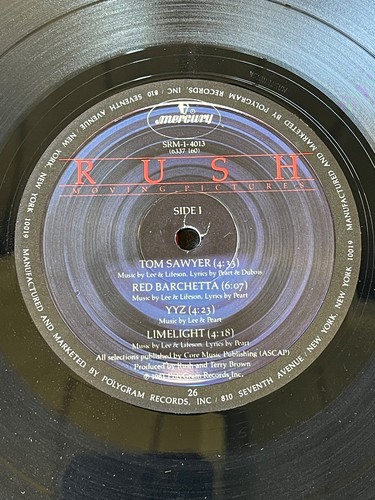 mercury
SRM-1-4013
(6337 160)
RUSH
MOVING PICTURES
SIDE 1
TOM SAWYER (4:33)
Music by Lee & Lifeson, Lyrics by Peart & Dubois
RED BARCHETTA (6:07)
Music by Lee & Lifeson, Lyrics by Peart
YYZ (4:23)
Music by Lee & Peart
LIMELIGHT (4:18)
Music by Lee & Lifeson, Lyrics by Peart
All selections published by Core Music Publishing (ASCAP)
Produced by Rush and Terry Brown
℗ 1981 PolyGram Records, Inc.
26
MANUFACTURED AND MARKETED BY POLYGRAM RECORDS, INC / 810 SEVENTH AVENUE / NEW YORK, NEW YORK 10019
MANUFACTURED AND MARKETED BY POLYGRAM RECORDS, INC / 810 SEVENTH AVENUE / NEW YORK, NEW YORK 10019